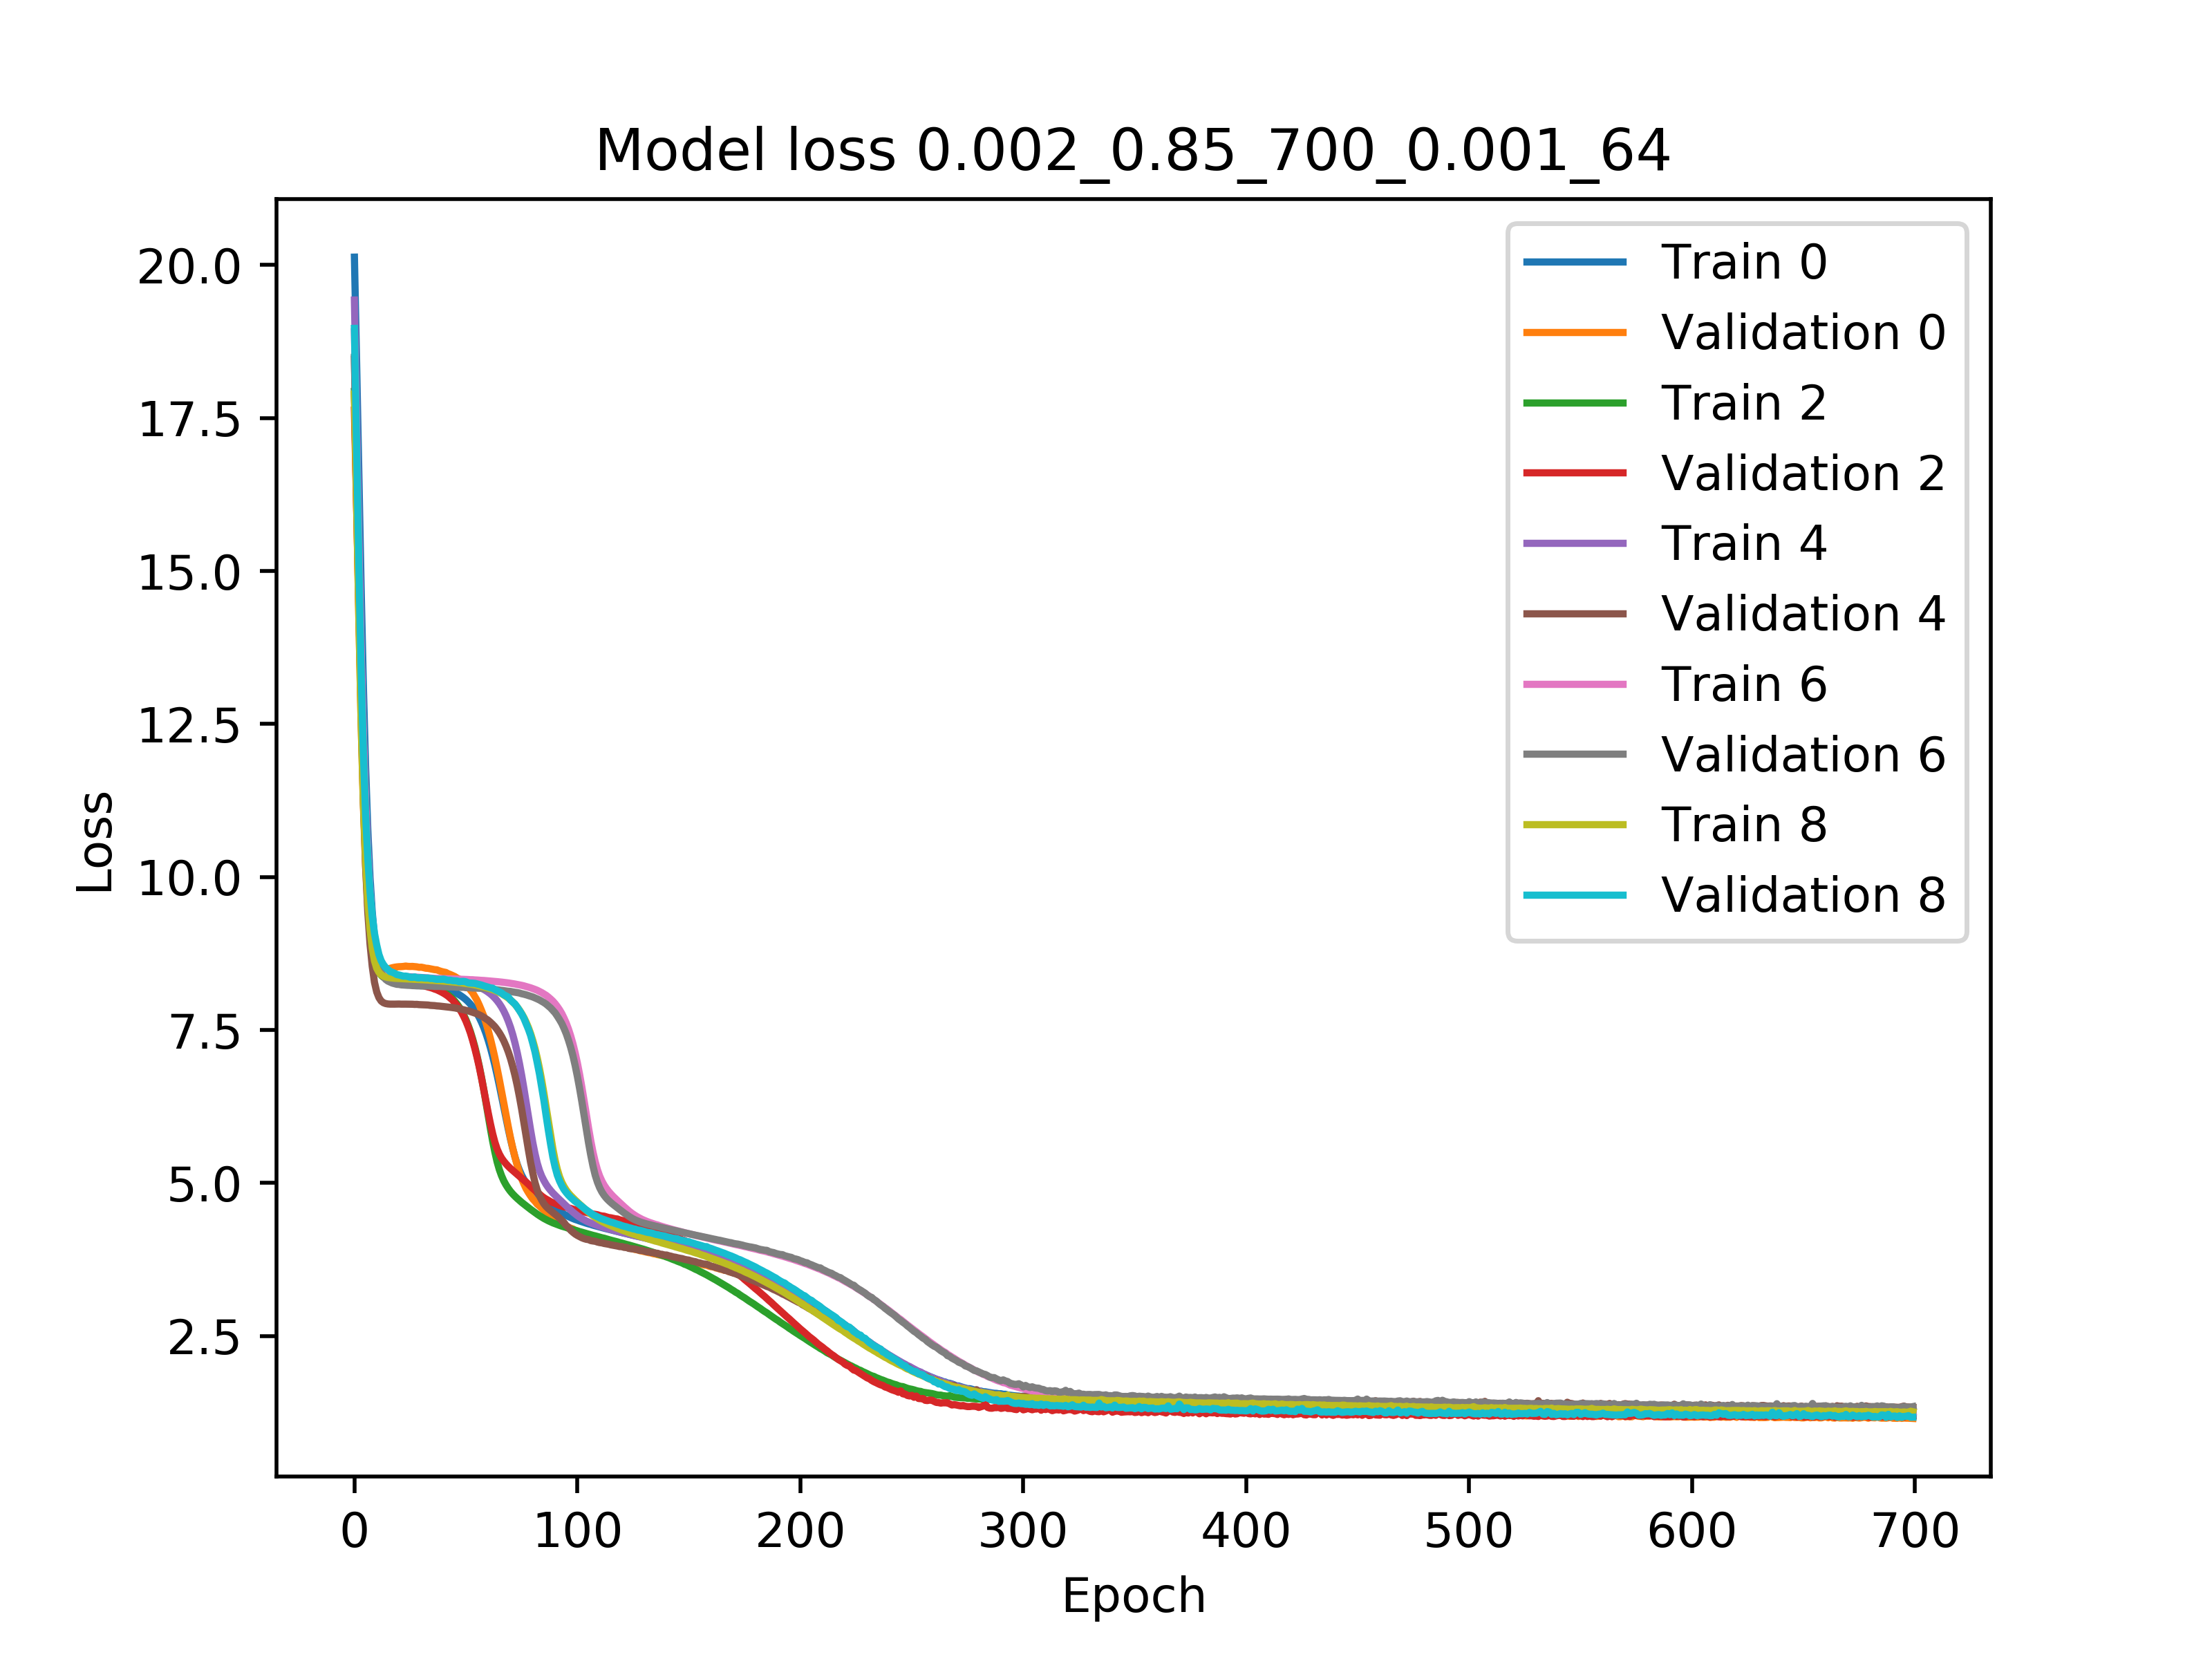 Model loss 0.002_0.85_700_0.001_64
20.0
17.5
15.0
12.5
10.0
7.5
5.0
2.5
Loss
Train 0
Validation 0
Train 2
Validation 2
Train 4
Validation 4
Train 6
Validation 6
Train 8
Validation 8
0 100 200 300 400 500 600 700
Epoch